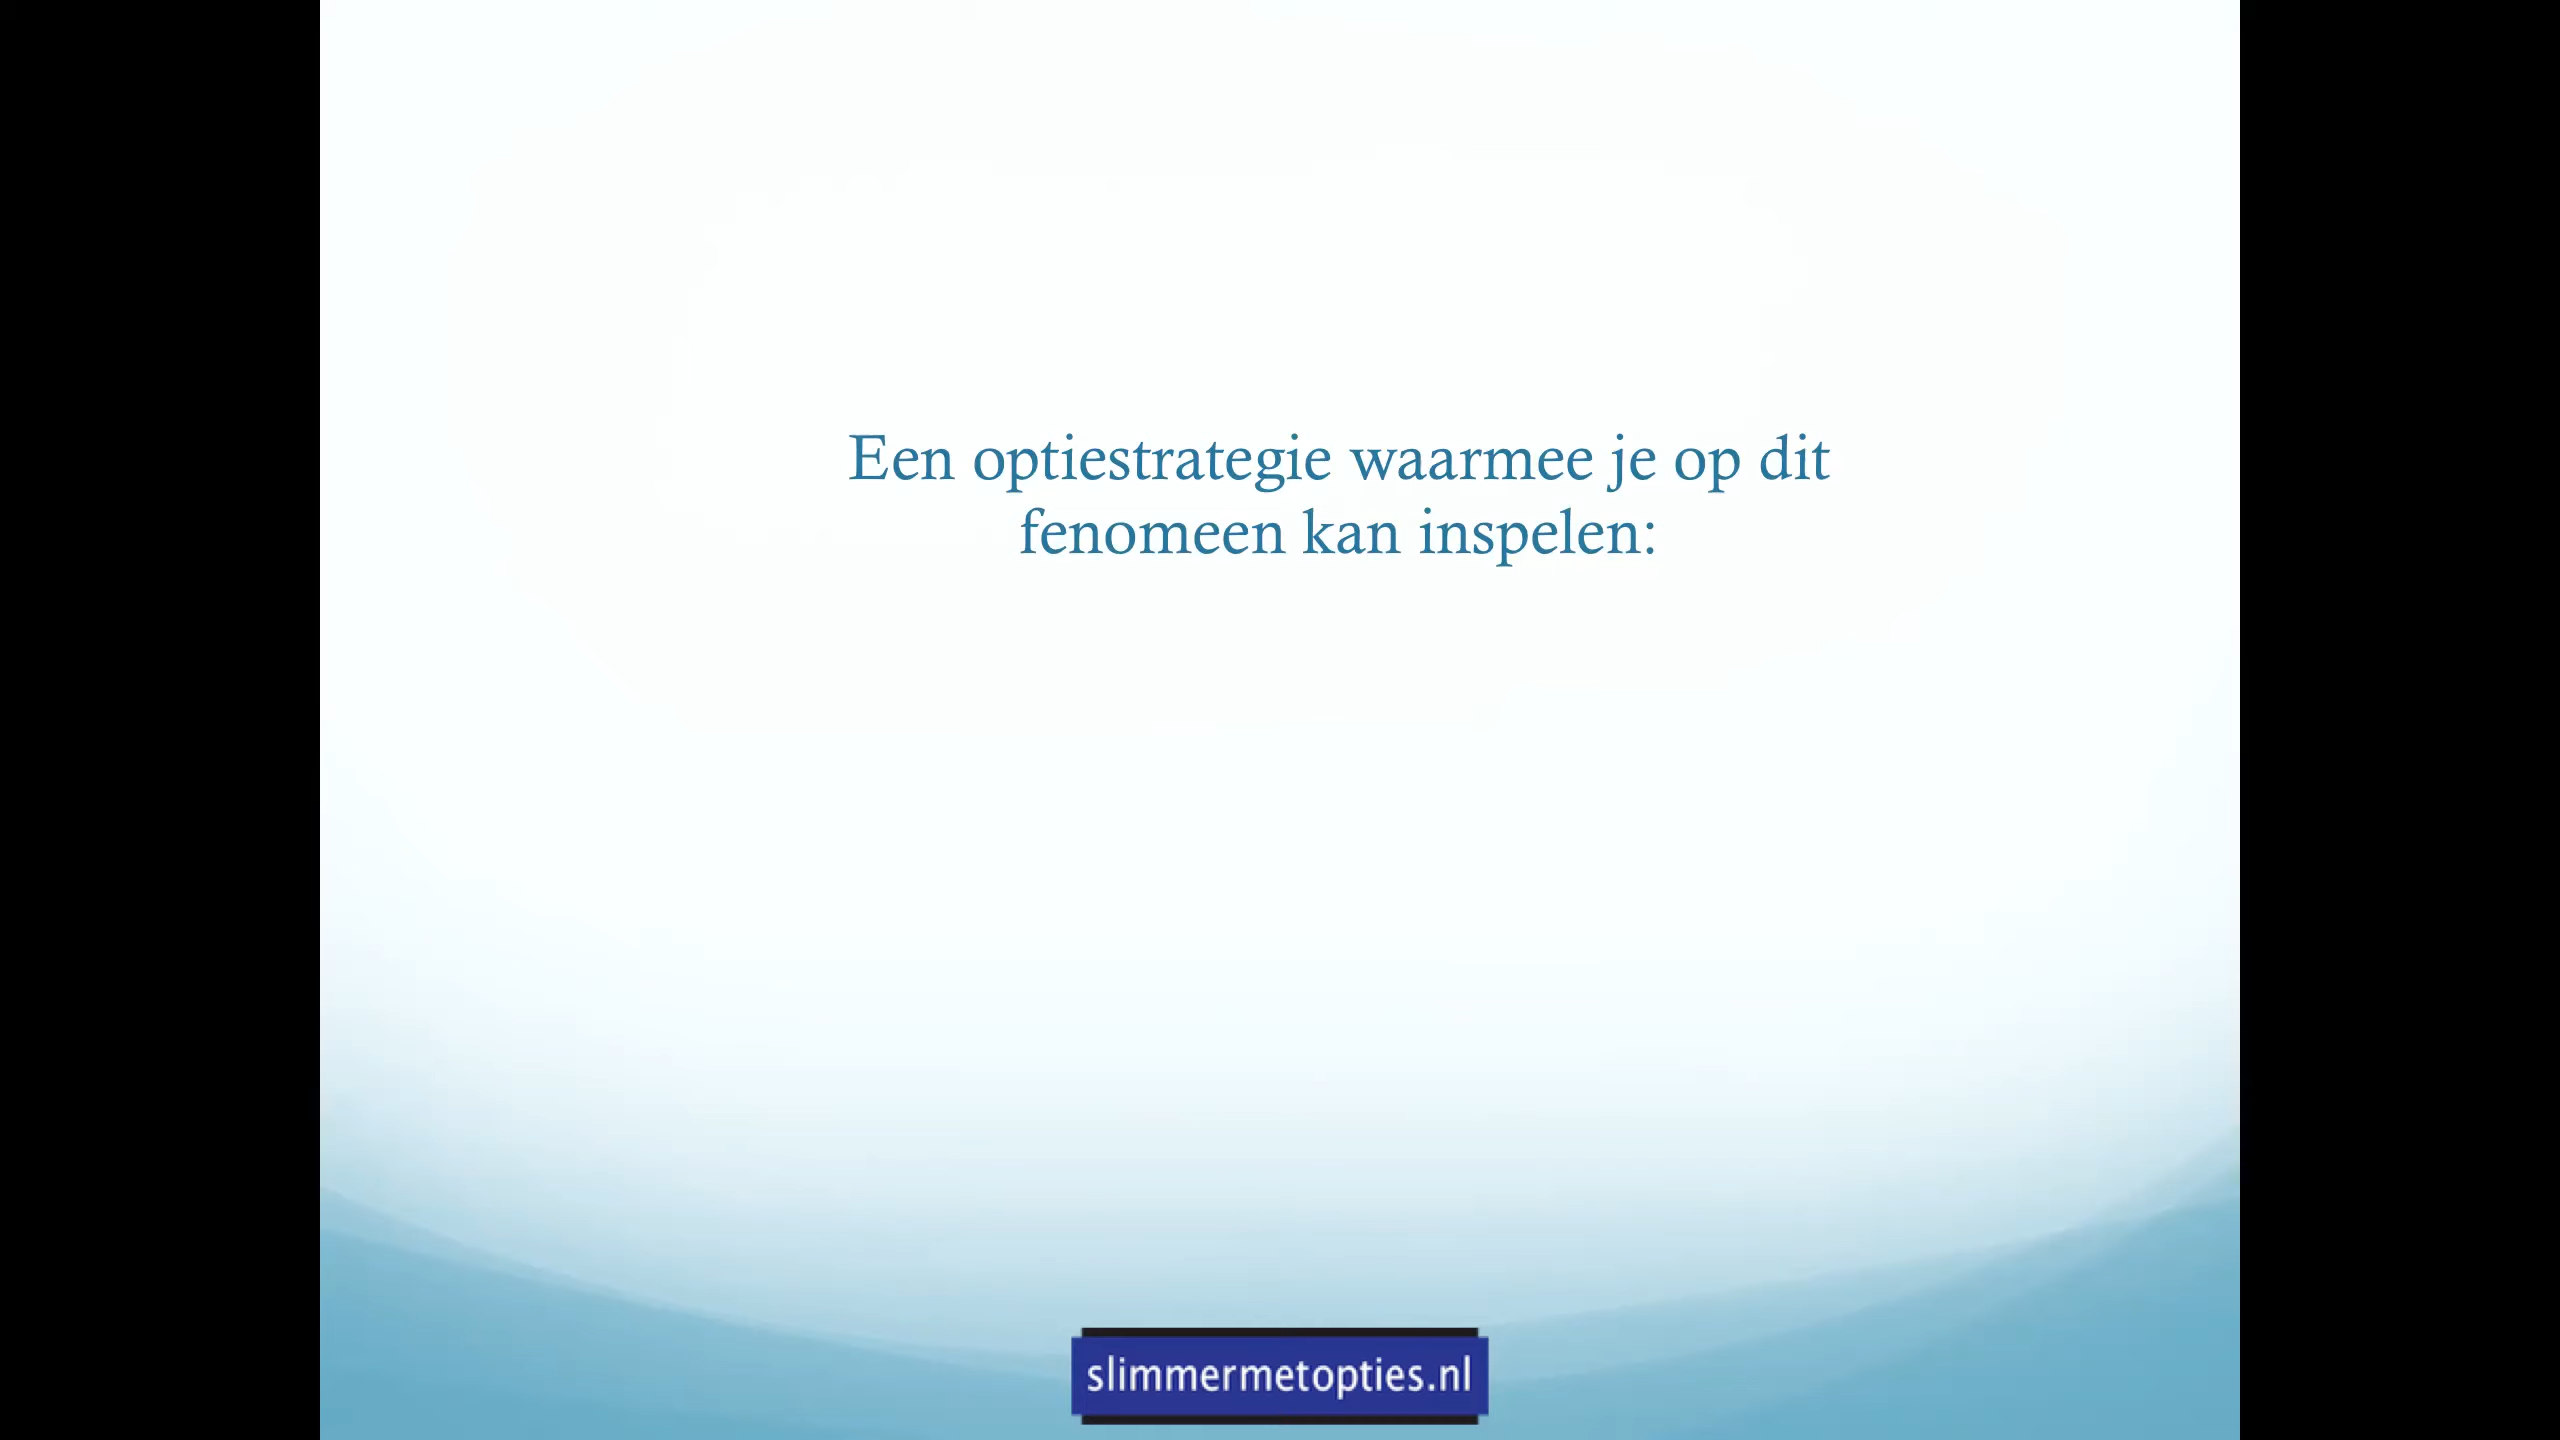 Een optiestrategie waarmee je op dit
fenomeen kan inspelen:
slimmermetopties.nl